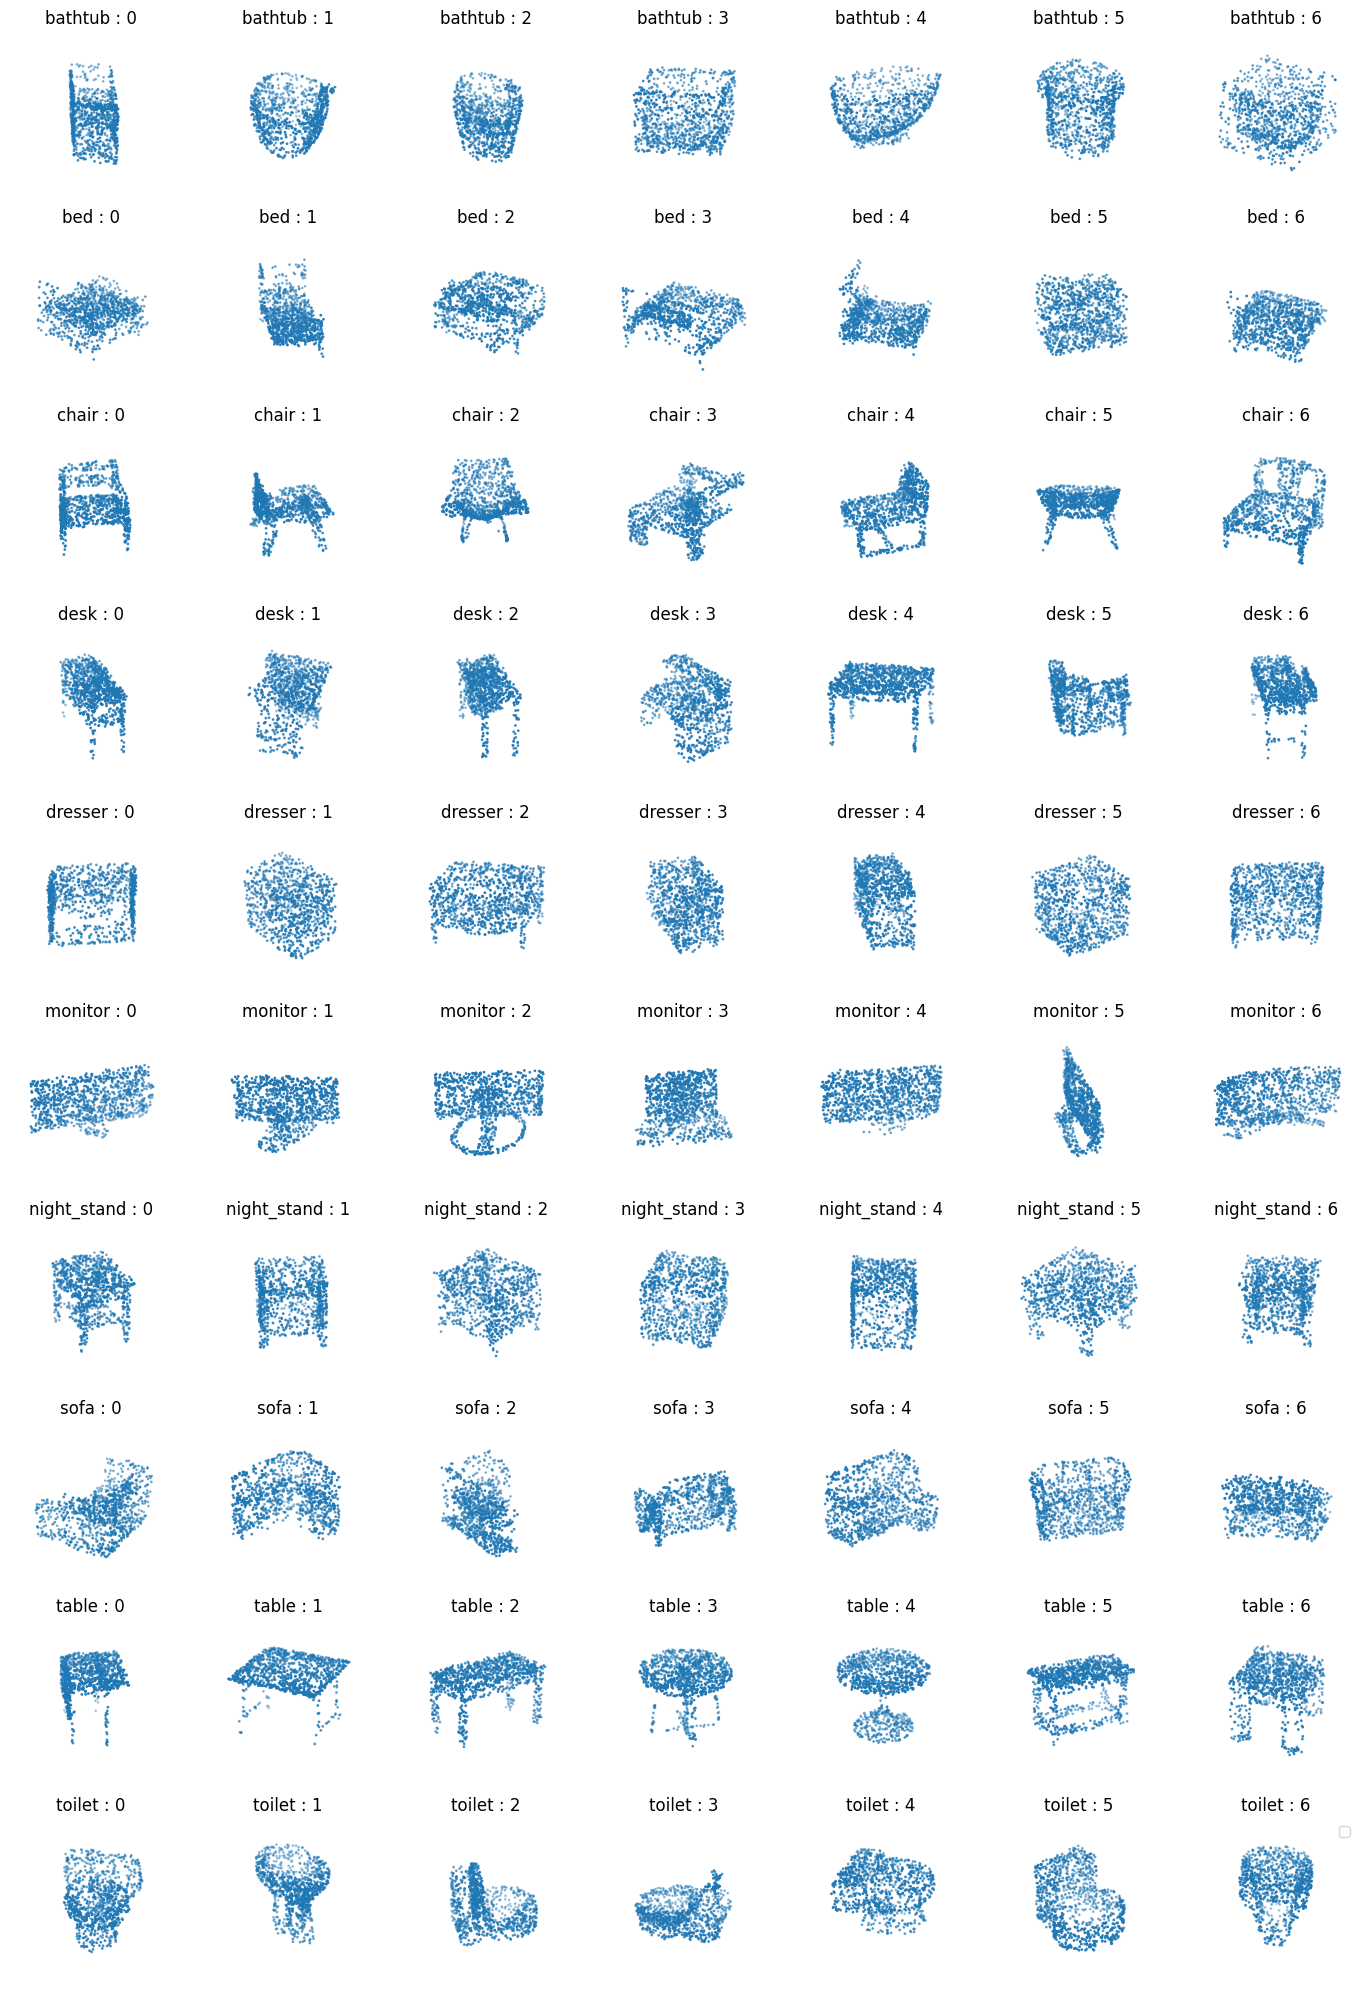 bathtub : 0 bathtub : 1 bathtub : 2 bathtub : 3 bathtub : 4 bathtub : 5 bathtub : 6
bed : 0 bed : 1 bed : 2 bed : 3 bed : 4 bed : 5 bed : 6
chair : 0 chair : 1 chair : 2 chair : 3 chair : 4 chair : 5 chair : 6
desk : 0 desk : 1 desk : 2 desk : 3 desk : 4 desk : 5 desk : 6
dresser : 0 dresser : 1 dresser : 2 dresser : 3 dresser : 4 dresser : 5 dresser : 6
monitor : 0 monitor : 1 monitor : 2 monitor : 3 monitor : 4 monitor : 5 monitor : 6
night_stand : 0 night_stand : 1 night_stand : 2 night_stand : 3 night_stand : 4 night_stand : 5 night_stand : 6
sofa : 0 sofa : 1 sofa : 2 sofa : 3 sofa : 4 sofa : 5 sofa : 6
table : 0 table : 1 table : 2 table : 3 table : 4 table : 5 table : 6
toilet : 0 toilet : 1 toilet : 2 toilet : 3 toilet : 4 toilet : 5 toilet : 6